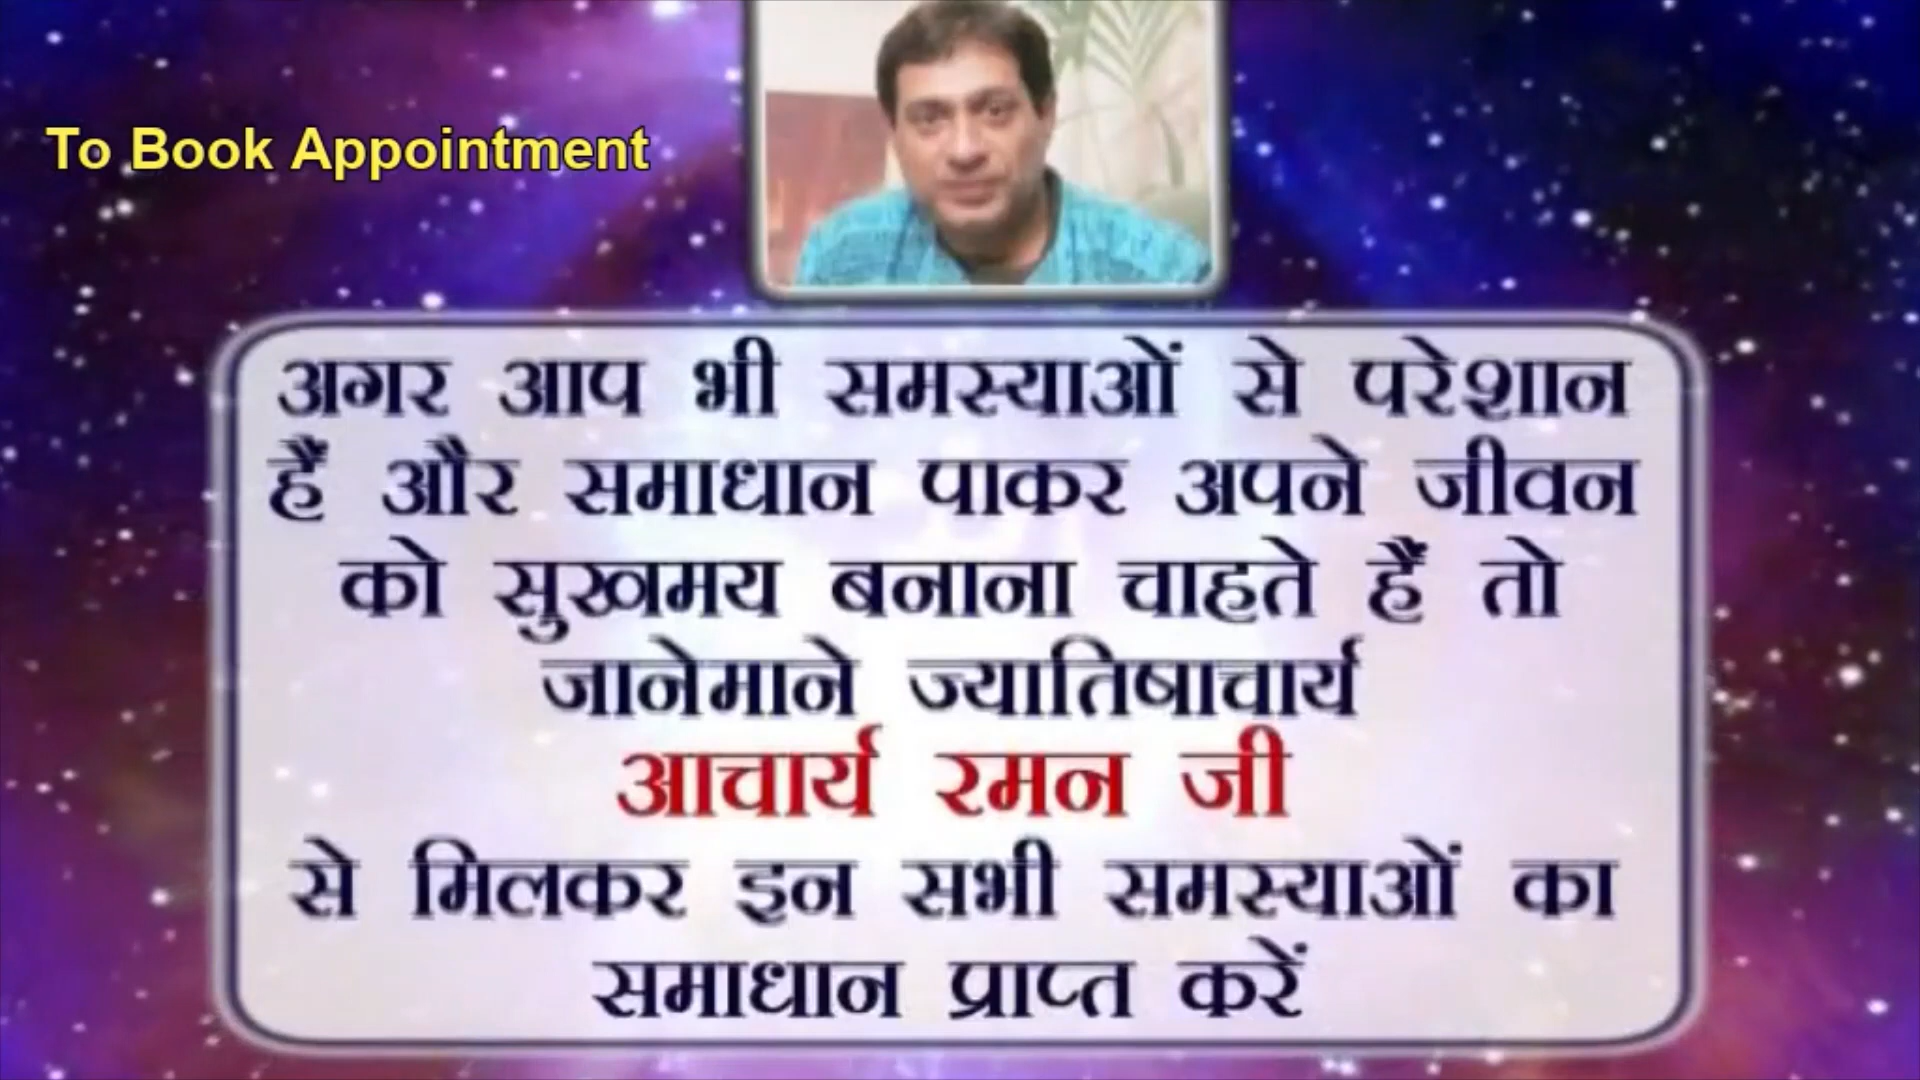 To Book Appointment
अगर आप भी समस्याओं से परेशान
हैं और समाधान पाकर अपने जीवन
को सुखमय बनाना चाहते हैं तो
जानेमाने ज्यातिषाचार्य
आचार्य रमन जी
से मिलकर इन सभी समस्याओं का
समाधान प्राप्त करें